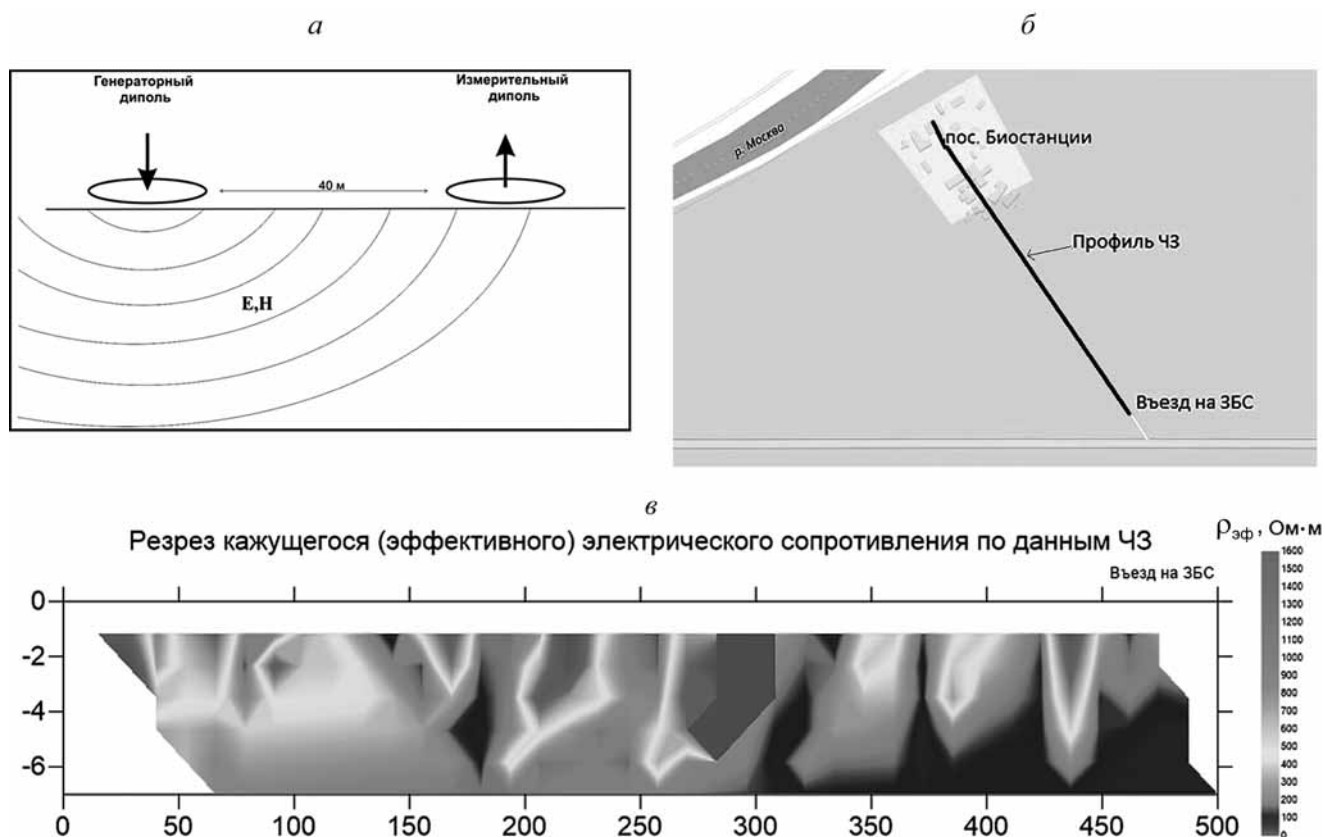 а
б
Генераторный
диполь
Измерительный
диполь
40 м
E,H
р. Москва
пос. Биостанции
Профиль ЧЗ
Въезд на ЗБС
в
Резрез кажущегося (эффективного) электрического сопротивления по данным ЧЗ
ρэф , Ом·м
Въезд на ЗБС
0
-2
-4
-6
0 50 100 150 200 250 300 350 400 450 500
1600
1500
1400
1300
1200
1100
1000
900
800
700
600
500
400
300
200
100
0